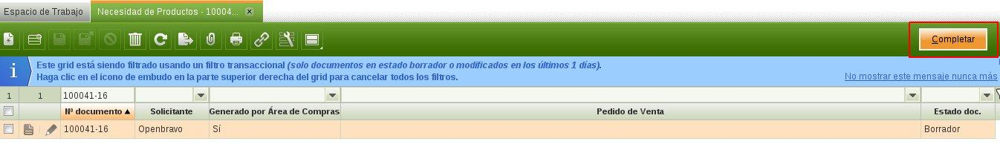 Espacio de Trabajo
Necesidad de Productos - 10004...
Completar
Este grid está siendo filtrado usando un filtro transaccional (solo documentos en estado borrador o modificados en los últimos 1 días).
Haga clic en el icono de embudo en la parte superior derecha del grid para cancelar todos los filtros.
No mostrar este mensaje nunca más
1 1 100041-16
Nº documento Solicitante Generado por Área de Compras Pedido de Venta Estado doc.
100041-16 Openbravo Sí Borrador